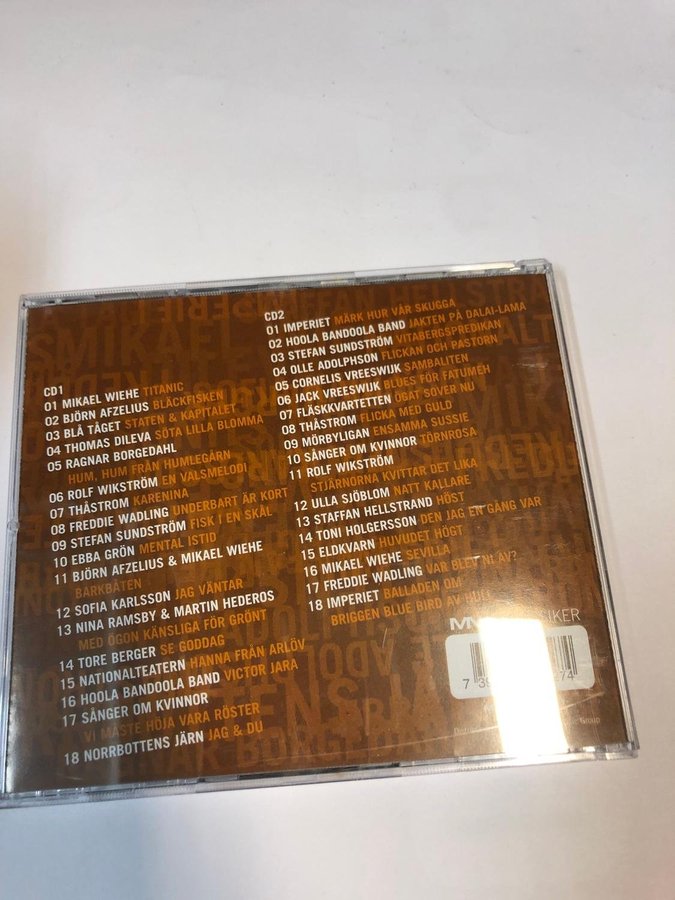 CD1
01 MIKAEL WIEHE TITANIC
02 BJÖRN AFZELIUS BLÄCKFISKEN
03 BLÅ TÅGET STATEN & KAPITALET
04 THOMAS DILEVA SÖTA LILLA BLOMMA
05 RAGNAR BORGEDAHL
HUM, HUM FRÅN HUMLEGÅRN
06 ROLF WIKSTRÖM EN VALSMELODI
07 THÅSTROM KARENINA
08 FREDDIE WADLING UNDERBART ÄR KORT
09 STEFAN SUNDSTRÖM FISK I EN SKÅL
10 EBBA GRÖN MENTAL ISTID
11 BJÖRN AFZELIUS & MIKAEL WIEHE
BARKBÅTEN
12 SOFIA KARLSSON JAG VÄNTAR
13 NINA RAMSBY & MARTIN HEDEROS
MED ÖGON KÄNSLIGA FÖR GRÖNT
14 TORE BERGER SE GODDAG
15 NATIONALTEATERN HANNA FRÅN ARLÖV
16 HOOLA BANDOOLA BAND VICTOR JARA
17 SÅNGER OM KVINNOR
VI MÅSTE HÖJA VARA RÖSTER
18 NORRBOTTENS JÄRN JAG & DU
CD2
01 IMPERIET MÄRK HUR VÅR SKUGGA
02 HOOLA BANDOOLA BAND JAKTEN PÅ DALAI-LAMA
03 STEFAN SUNDSTRÖM VITABERGSPREDIKAN
04 OLLE ADOLPHSON FLICKAN OCH PASTORN
05 CORNELIS VREESWIJK SAMBALITEN
06 JACK VREESWIJK BLUES FÖR FATUMEH
07 FLÄSKKVARTETTEN ÖGAT SOVER NU
08 THÅSTROM FLICKA MED GULD
09 MÖRBYLIGAN ENSAMMA SUSSIE
10 SÅNGER OM KVINNOR TÖRNROSA
11 ROLF WIKSTRÖM
STJÄRNORNA KVITTAR DET LIKA
12 ULLA SJÖBLOM NATT KALLARE
13 STAFFAN HELLSTRAND HÖST
14 TONI HOLGERSSON DEN JAG EN GÅNG VAR
15 ELDKVARN HUVUDET HÖGT
16 MIKAEL WIEHE SEVILLA
17 FREDDIE WADLING VAR BLEV NI AV?
18 IMPERIET BALLADEN OM
BRIGGEN BLUE BIRD AV HULL